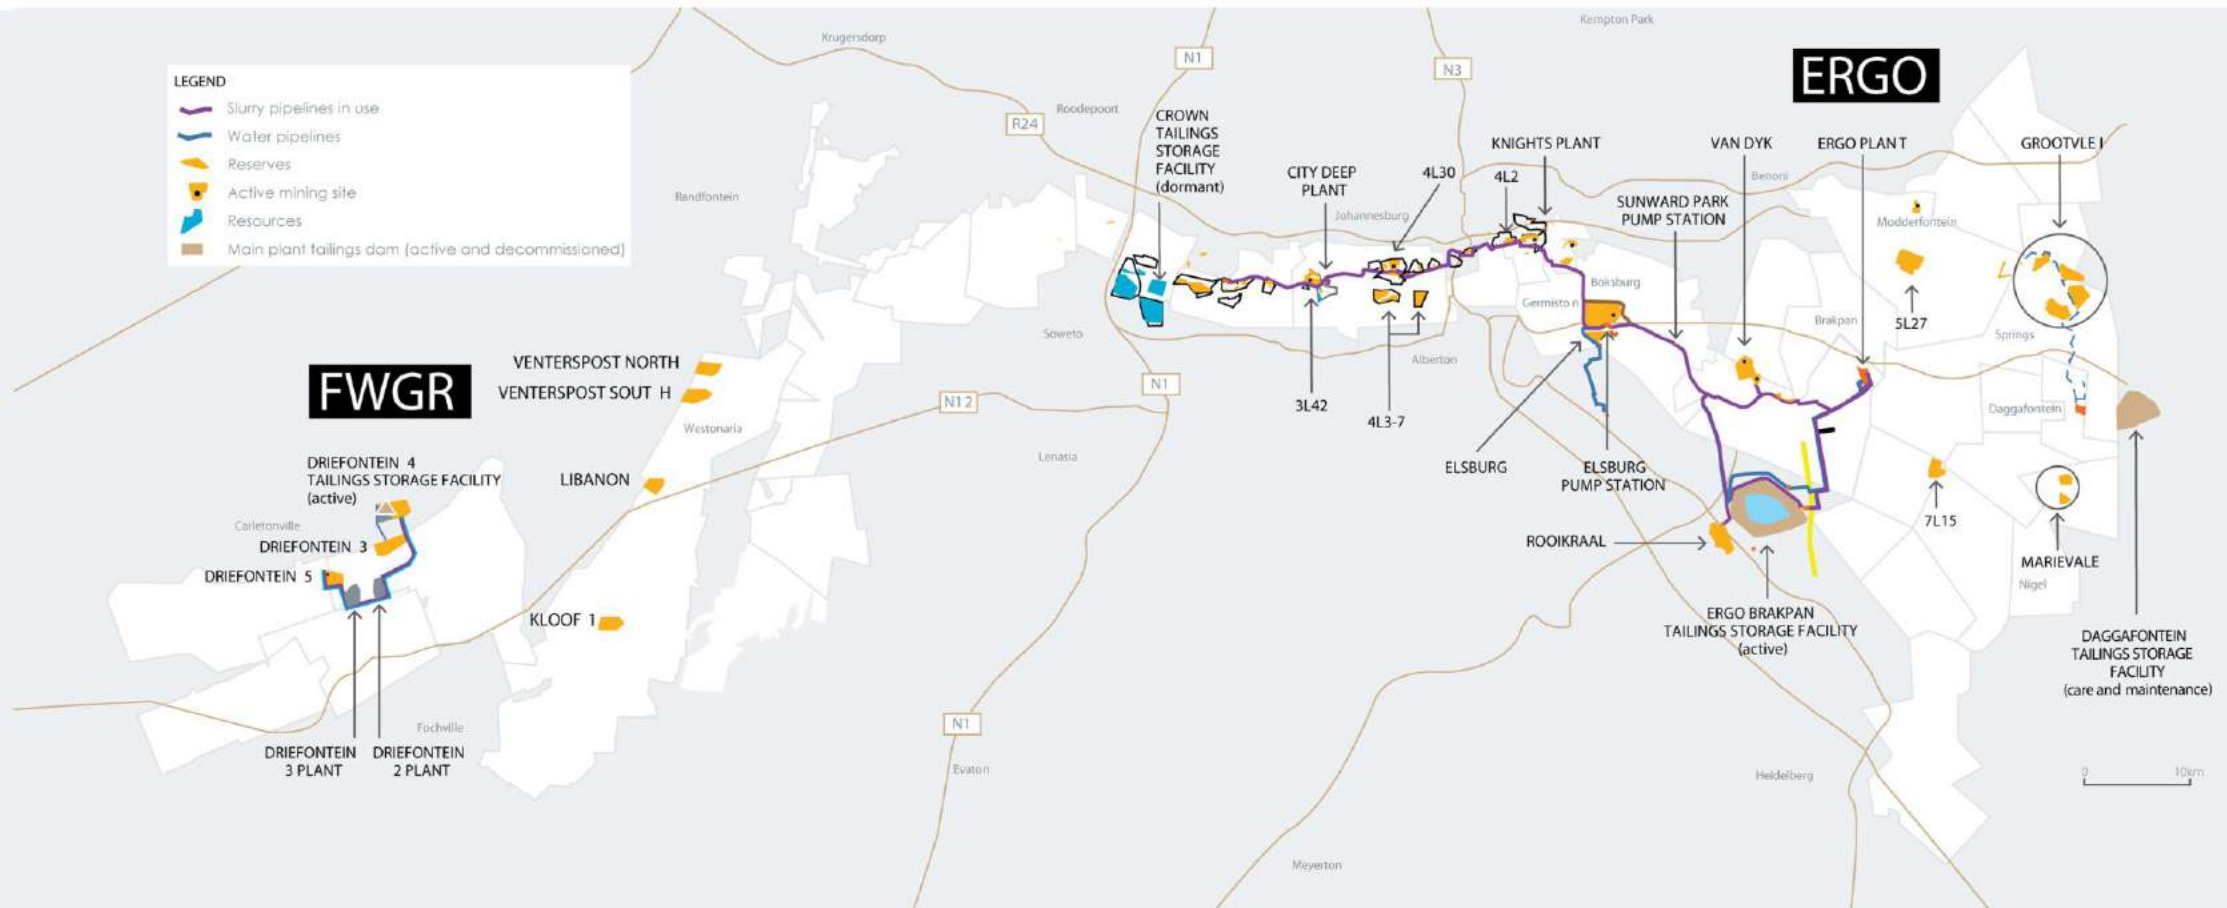 Kempton Park
Krugersdorp
N1
N3
ERGO
LEGEND
Slurry pipelines in use
Water pipelines
Reserves
Active mining site
Resources
Main plant tailings dam (active and decommissioned)
R24
Roodepoort
CROWN
TAILINGS
STORAGE
FACILITY
(dormant)
CITY DEEP
PLANT
4L30
4L2
KNIGHTS PLANT
VAN DYK
ERGO PLAN T
GROOTVLE I
Benoni
SUNWARD PARK
PUMP STATION
Modderfontein
Randfontein
Johannesburg
Boksburg
Germisto n
Brakpan
5L27
Springs
Soweto
Alberton
VENTERSPOST NORTH
VENTERSPOST SOUT H
FWGR
N1
N12
3L42
4L3-7
Daggafontein
Westonaria
Lenasia
DRIEFONTEIN 4
TAILINGS STORAGE FACILITY
(active)
LIBANON
ELSBURG
ELSBURG
PUMP STATION
7L15
Carletonville
DRIEFONTEIN 3
DRIEFONTEIN 5
ROOIKRAAL
MARIEVALE
Nigel
KLOOF 1
ERGO BRAKPAN
TAILINGS STORAGE FACILITY
(active)
DAGGAFONTEIN
TAILINGS STORAGE
FACILITY
(care and maintenance)
Fochville
N1
DRIEFONTEIN
3 PLANT
DRIEFONTEIN
2 PLANT
Evaton
Heidelberg
0
10km
Meyerton